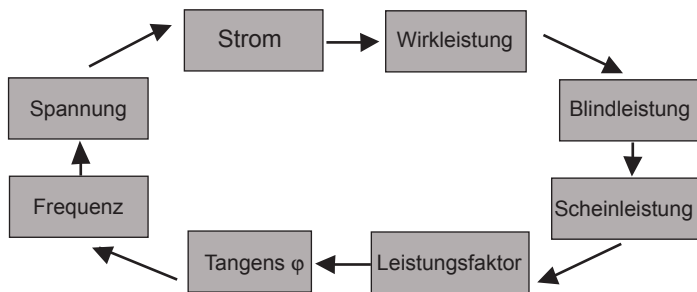 Strom
Wirkleistung
Spannung
Blindleistung
Frequenz
Scheinleistung
Tangens φ
Leistungsfaktor